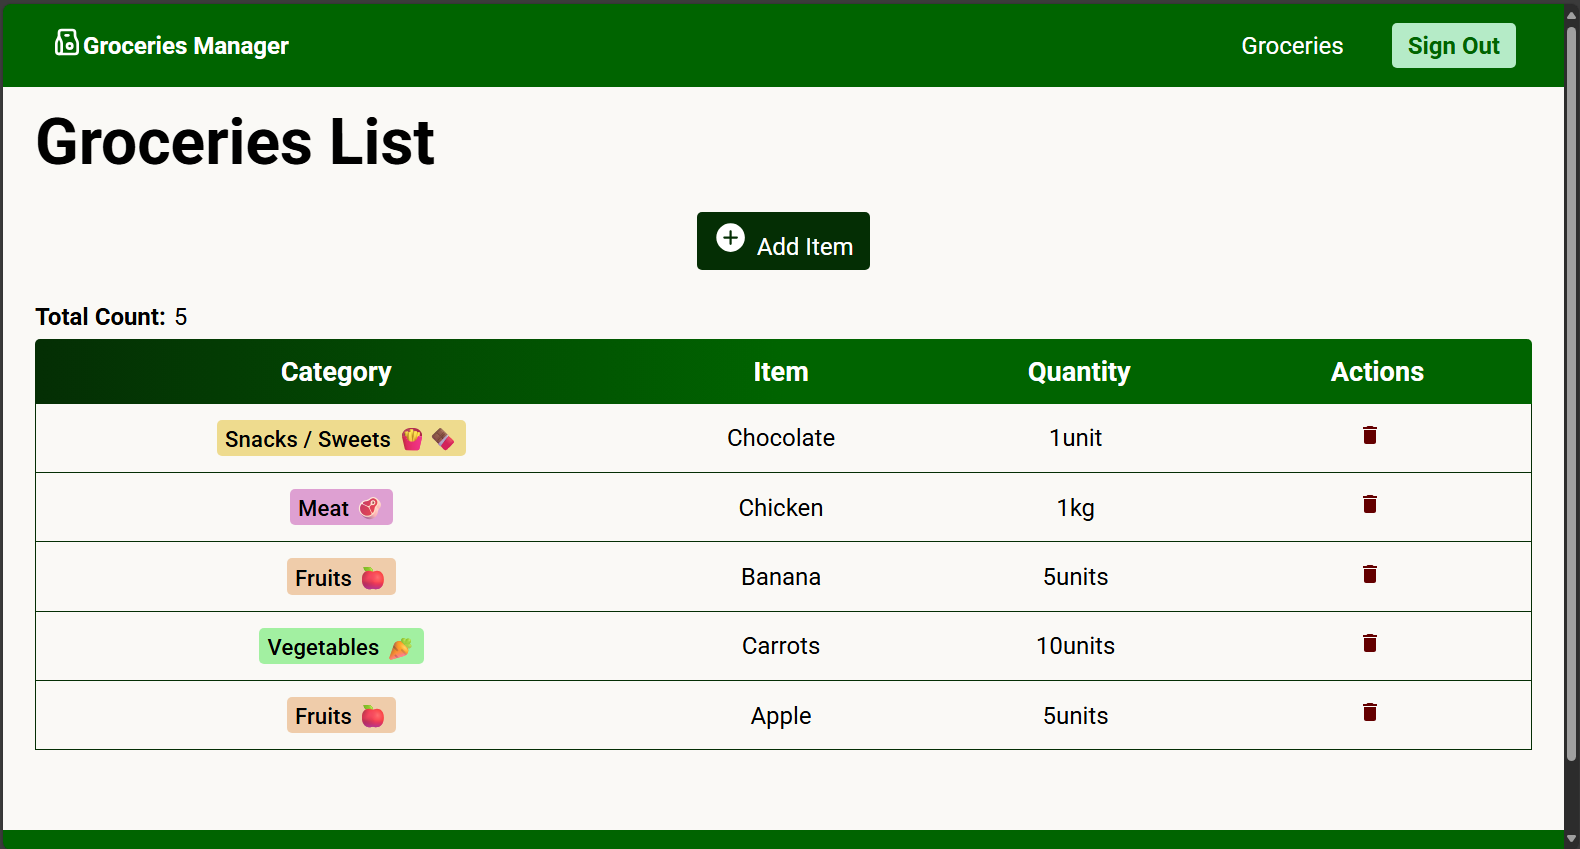 Groceries Manager Groceries Sign Out
Groceries List
Add Item
Total Count: 5
Category Item Quantity Actions
Snacks / Sweets 🍟 🍫 Chocolate 1unit
Meat 🥩 Chicken 1kg
Fruits 🍎 Banana 5units
Vegetables 🥕 Carrots 10units
Fruits 🍎 Apple 5units